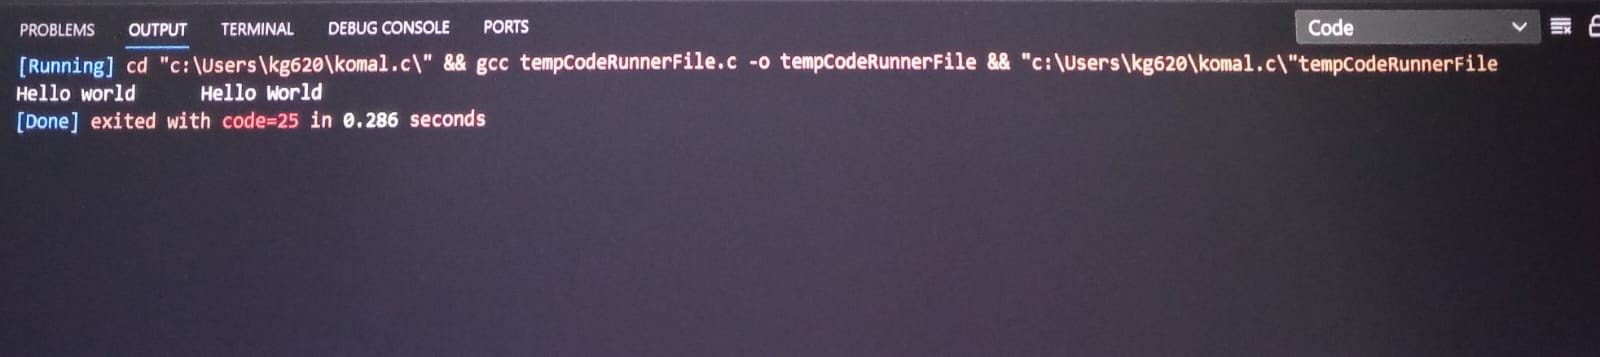 PROBLEMS OUTPUT TERMINAL DEBUG CONSOLE PORTS Code
[Running] cd "c:\Users\kg620\komal.c\" && gcc tempCodeRunnerFile.c -o tempCodeRunnerFile && "c:\Users\kg620\komal.c\"tempCodeRunnerFile
Hello world Hello World
[Done] exited with code=25 in 0.286 seconds